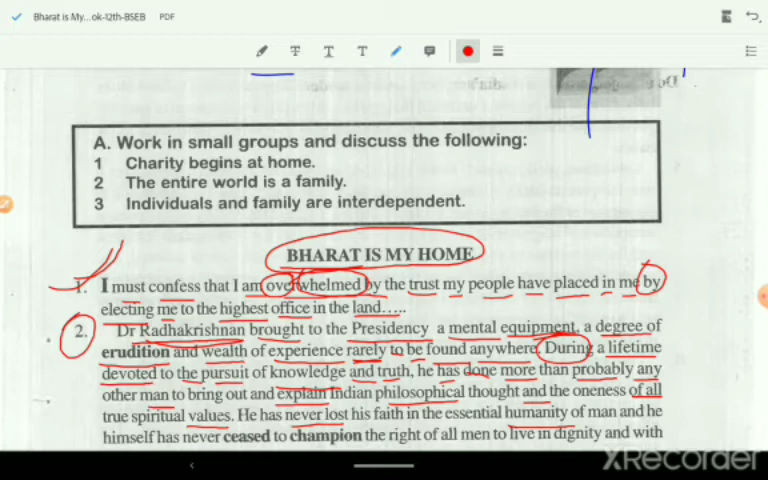 Bharat is My...ok-12th-BSEB PDF
A. Work in small groups and discuss the following:
1 Charity begins at home.
2 The entire world is a family.
3 Individuals and family are interdependent.
BHARAT IS MY HOME
1. I must confess that I am overwhelmed by the trust my people have placed in me by
electing me to the highest office in the land.....
2. Dr Radhakrishnan brought to the Presidency a mental equipment, a degree of
erudition and wealth of experience rarely to be found anywhere. During a lifetime
devoted to the pursuit of knowledge and truth, he has done more than probably any
other man to bring out and explain Indian philosophical thought and the oneness of all
true spiritual values. He has never lost his faith in the essential humanity of man and he
himself has never ceased to champion the right of all men to live in dignity and with
XRecorder